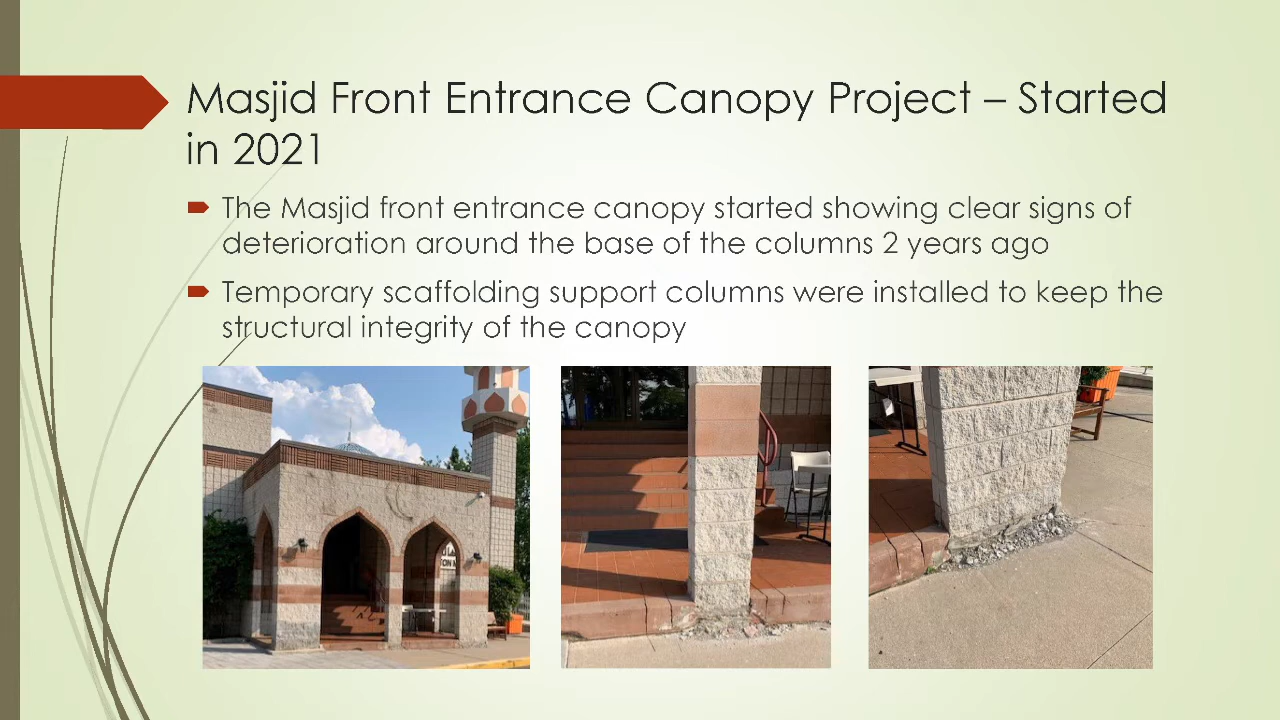 Masjid Front Entrance Canopy Project – Started
in 2021
The Masjid front entrance canopy started showing clear signs of
deterioration around the base of the columns 2 years ago
Temporary scaffolding support columns were installed to keep the
structural integrity of the canopy